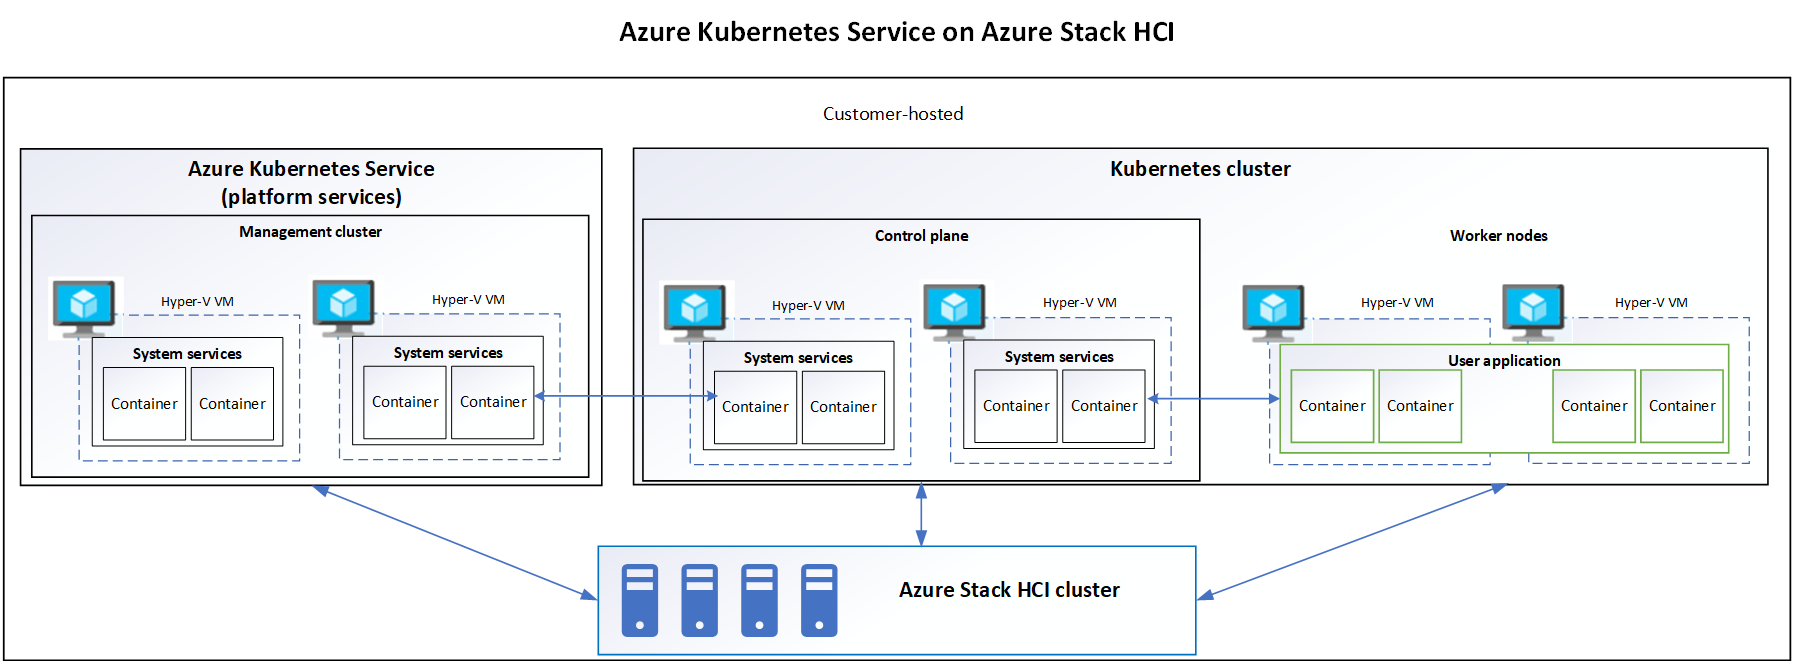 Azure Kubernetes Service on Azure Stack HCI
Customer-hosted
Azure Kubernetes Service
(platform services)
Management cluster
Hyper-V VM
System services
Container
Container
Hyper-V VM
System services
Container
Container
Kubernetes cluster
Control plane
Hyper-V VM
System services
Container
Container
Hyper-V VM
System services
Container
Container
Worker nodes
Hyper-V VM
Hyper-V VM
User application
Container
Container
Container
Container
Azure Stack HCI cluster